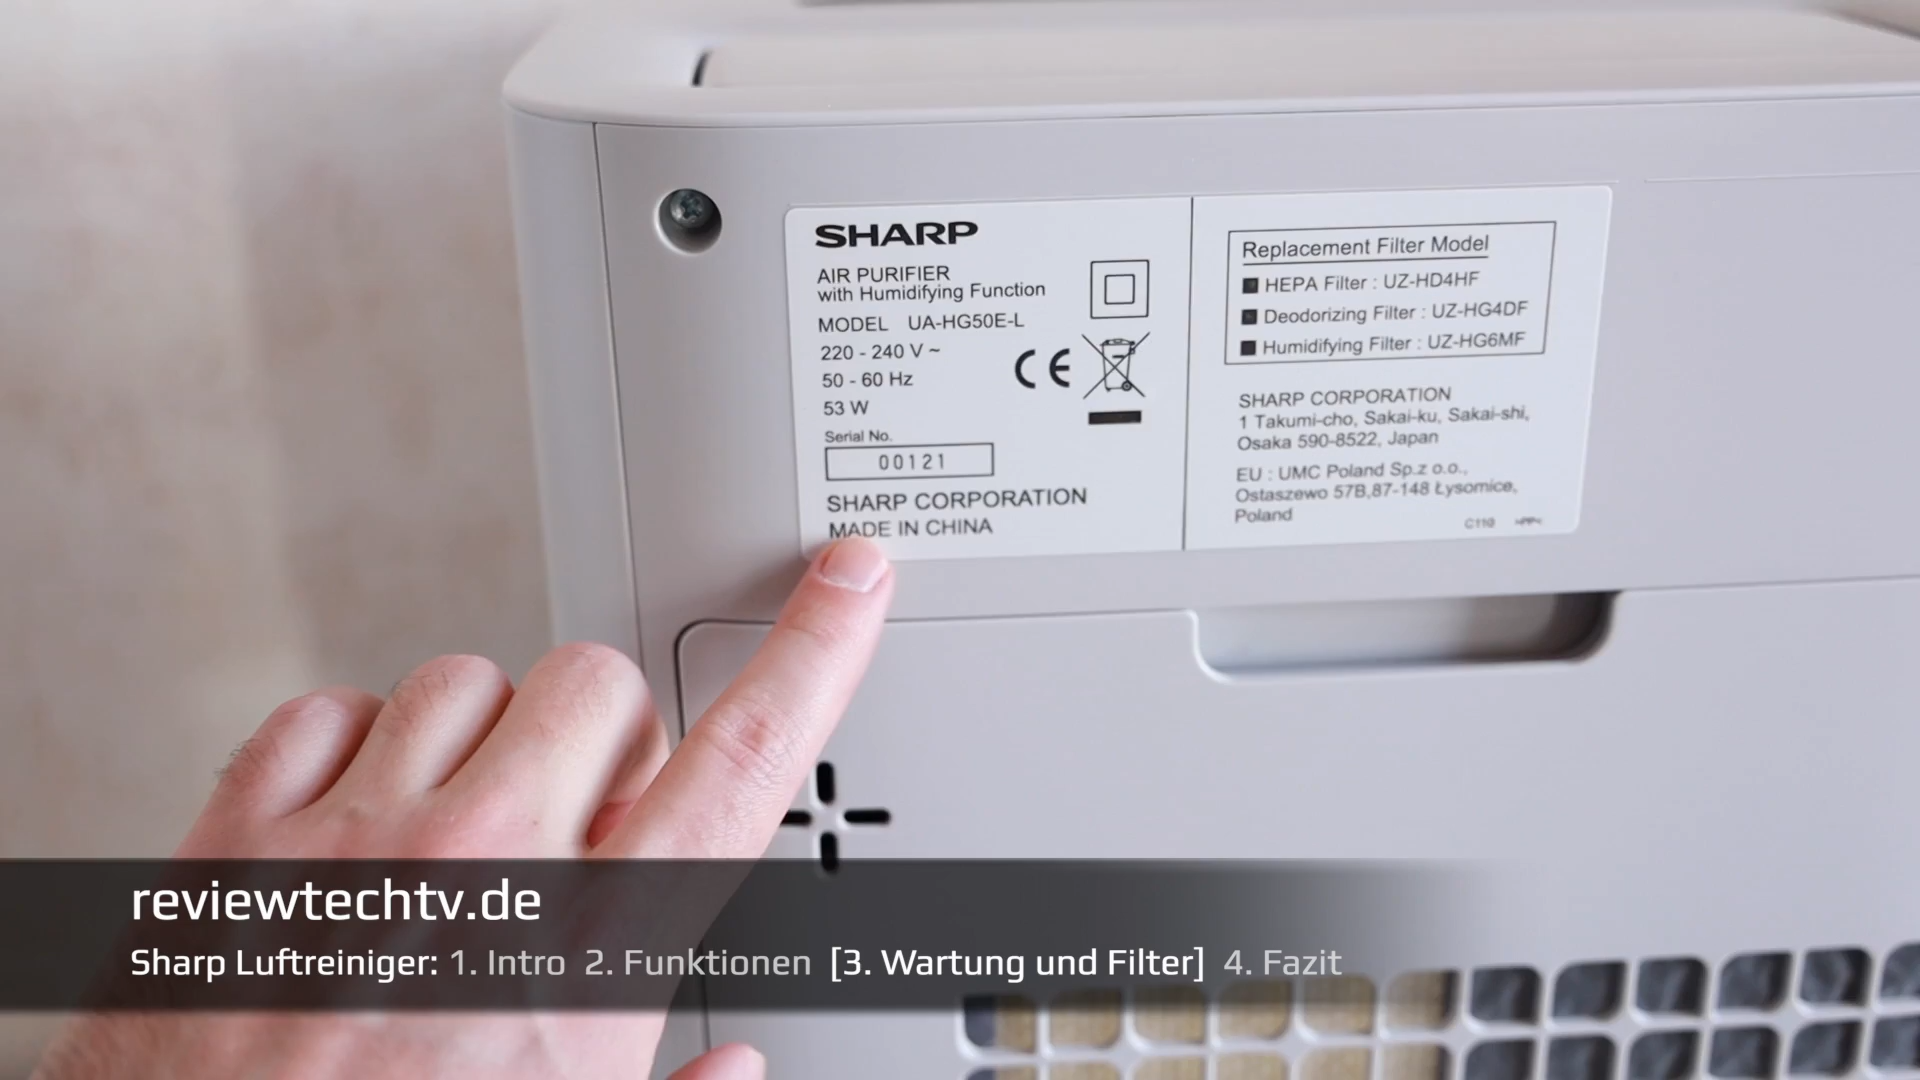 SHARP
AIR PURIFIER
with Humidifying Function
MODEL UA-HG50E-L
220 - 240 V ~
50 - 60 Hz
53 W
CE
Serial No.
00121
SHARP CORPORATION
MADE IN CHINA
Replacement Filter Model
HEPA Filter : UZ-HD4HF
Deodorizing Filter : UZ-HG4DF
Humidifying Filter : UZ-HG6MF
SHARP CORPORATION
1 Takumi-cho, Sakai-ku, Sakai-shi,
Osaka 590-8522, Japan
EU : UMC Poland Sp.z o.o.,
Ostaszewo 57B,87-148 Łysomice,
Poland
C110 >PP<
reviewtechtv.de
Sharp Luftreiniger: 1. Intro 2. Funktionen [3. Wartung und Filter] 4. Fazit